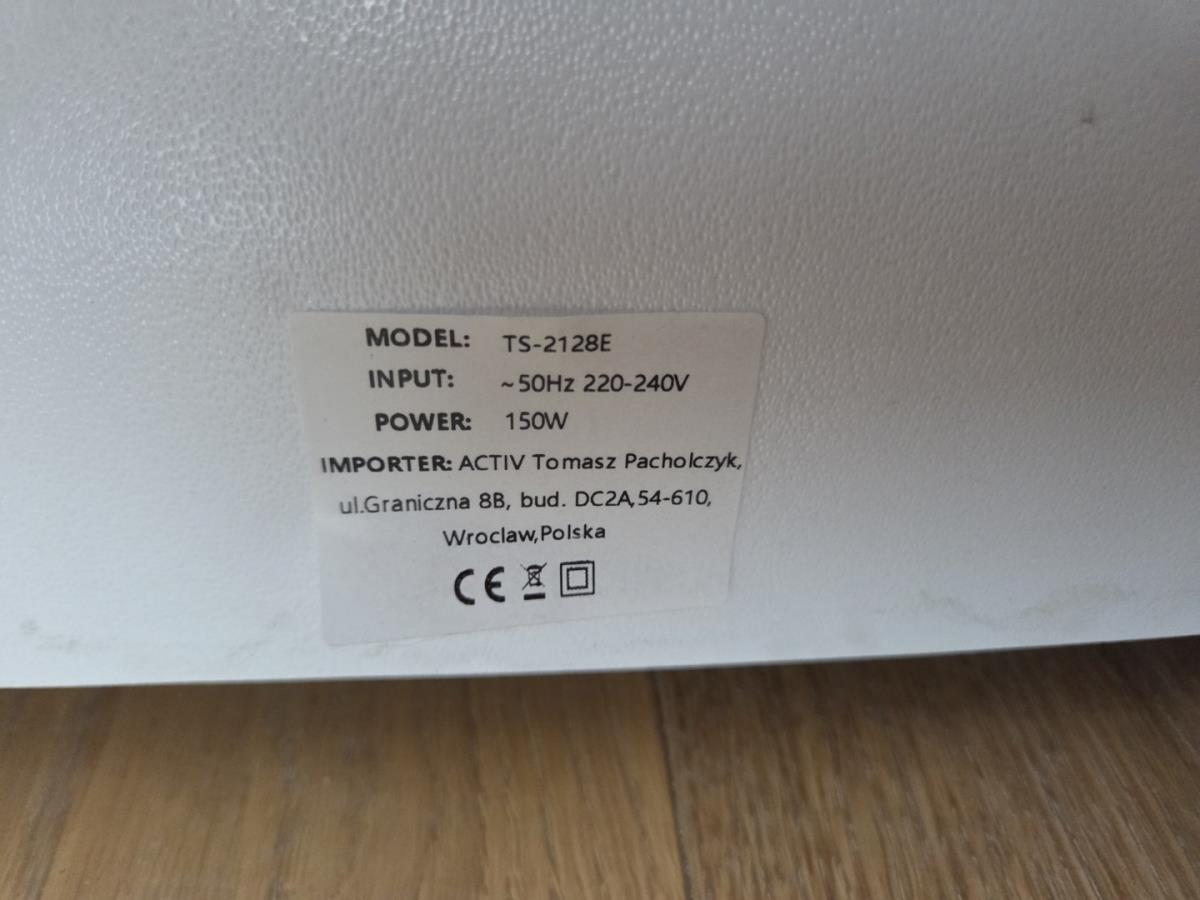 MODEL: TS-2128E
INPUT: ~50Hz 220-240V
POWER: 150W
IMPORTER: ACTIV Tomasz Pacholczyk,
ul.Graniczna 8B, bud. DC2A,54-610,
Wroclaw,Polska
CE